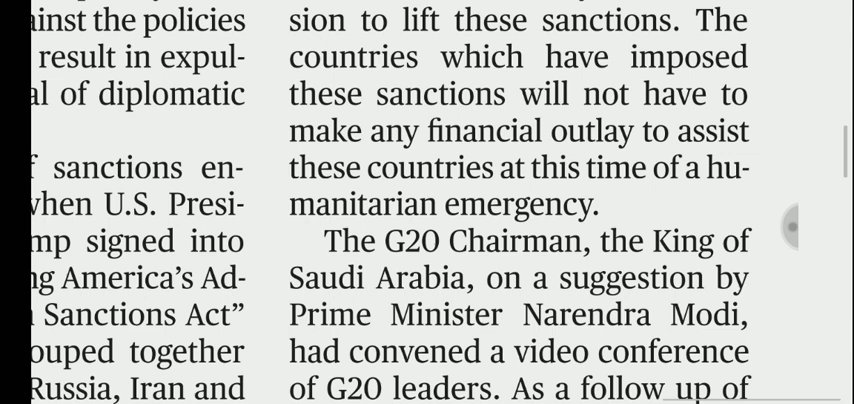 ainst the policies
result in expul-
al of diplomatic
f sanctions en-
when U.S. Presi-
mp signed into
ng America's Ad-
Sanctions Act”
ouped together
Russia, Iran and
sion to lift these sanctions. The
countries which have imposed
these sanctions will not have to
make any financial outlay to assist
these countries at this time of a hu-
manitarian emergency.
The G20 Chairman, the King of
Saudi Arabia, on a suggestion by
Prime Minister Narendra Modi,
had convened a video conference
of G20 leaders. As a follow up of